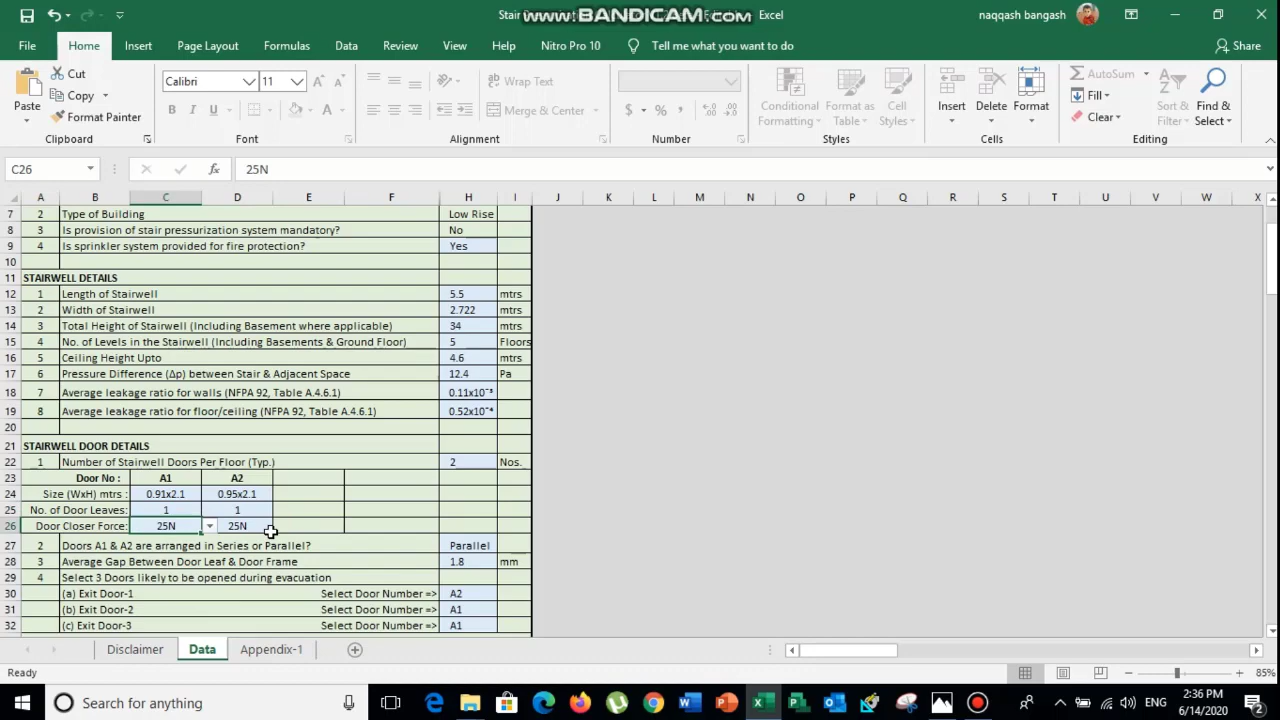 Stair
www.BANDICAM.com
Excel
naqqash bangash
File
Home
Insert
Page Layout
Formulas
Data
Review
View
Help
Nitro Pro 10
Tell me what you want to do
Share
Paste
Cut
Copy
Format Painter
Clipboard
Calibri
11
B I U
Font
Wrap Text
Merge & Center
Alignment
$ % ,
Number
Conditional Formatting
Format as Table
Cell Styles
Styles
Insert
Delete
Format
Cells
AutoSum
Fill
Clear
Sort & Filter
Find & Select
Editing
C26
fx
25N
A B C D E F H I J K L M N O P Q R S T U V W X
7 2 Type of Building Low Rise
8 3 Is provision of stair pressurization system mandatory? No
9 4 Is sprinkler system provided for fire protection? Yes
10
11 STAIRWELL DETAILS
12 1 Length of Stairwell 5.5 mtrs
13 2 Width of Stairwell 2.722 mtrs
14 3 Total Height of Stairwell (Including Basement where applicable) 34 mtrs
15 4 No. of Levels in the Stairwell (Including Basements & Ground Floor) 5 Floors
16 5 Ceiling Height Upto 4.6 mtrs
17 6 Pressure Difference (Δp) between Stair & Adjacent Space 12.4 Pa
18 7 Average leakage ratio for walls (NFPA 92, Table A.4.6.1) 0.11x10⁻³
19 8 Average leakage ratio for floor/ceiling (NFPA 92, Table A.4.6.1) 0.52x10⁻⁴
20
21 STAIRWELL DOOR DETAILS
22 1 Number of Stairwell Doors Per Floor (Typ.) 2 Nos.
23 Door No : A1 A2
24 Size (WxH) mtrs : 0.91x2.1 0.95x2.1
25 No. of Door Leaves: 1 1
26 Door Closer Force: 25N 25N
27 2 Doors A1 & A2 are arranged in Series or Parallel? Parallel
28 3 Average Gap Between Door Leaf & Door Frame 1.8 mm
29 4 Select 3 Doors likely to be opened during evacuation
30 (a) Exit Door-1 Select Door Number => A2
31 (b) Exit Door-2 Select Door Number => A1
32 (c) Exit Door-3 Select Door Number => A1
Disclaimer
Data
Appendix-1
Ready
85%
Search for anything
ENG
2:36 PM
6/14/2020
2